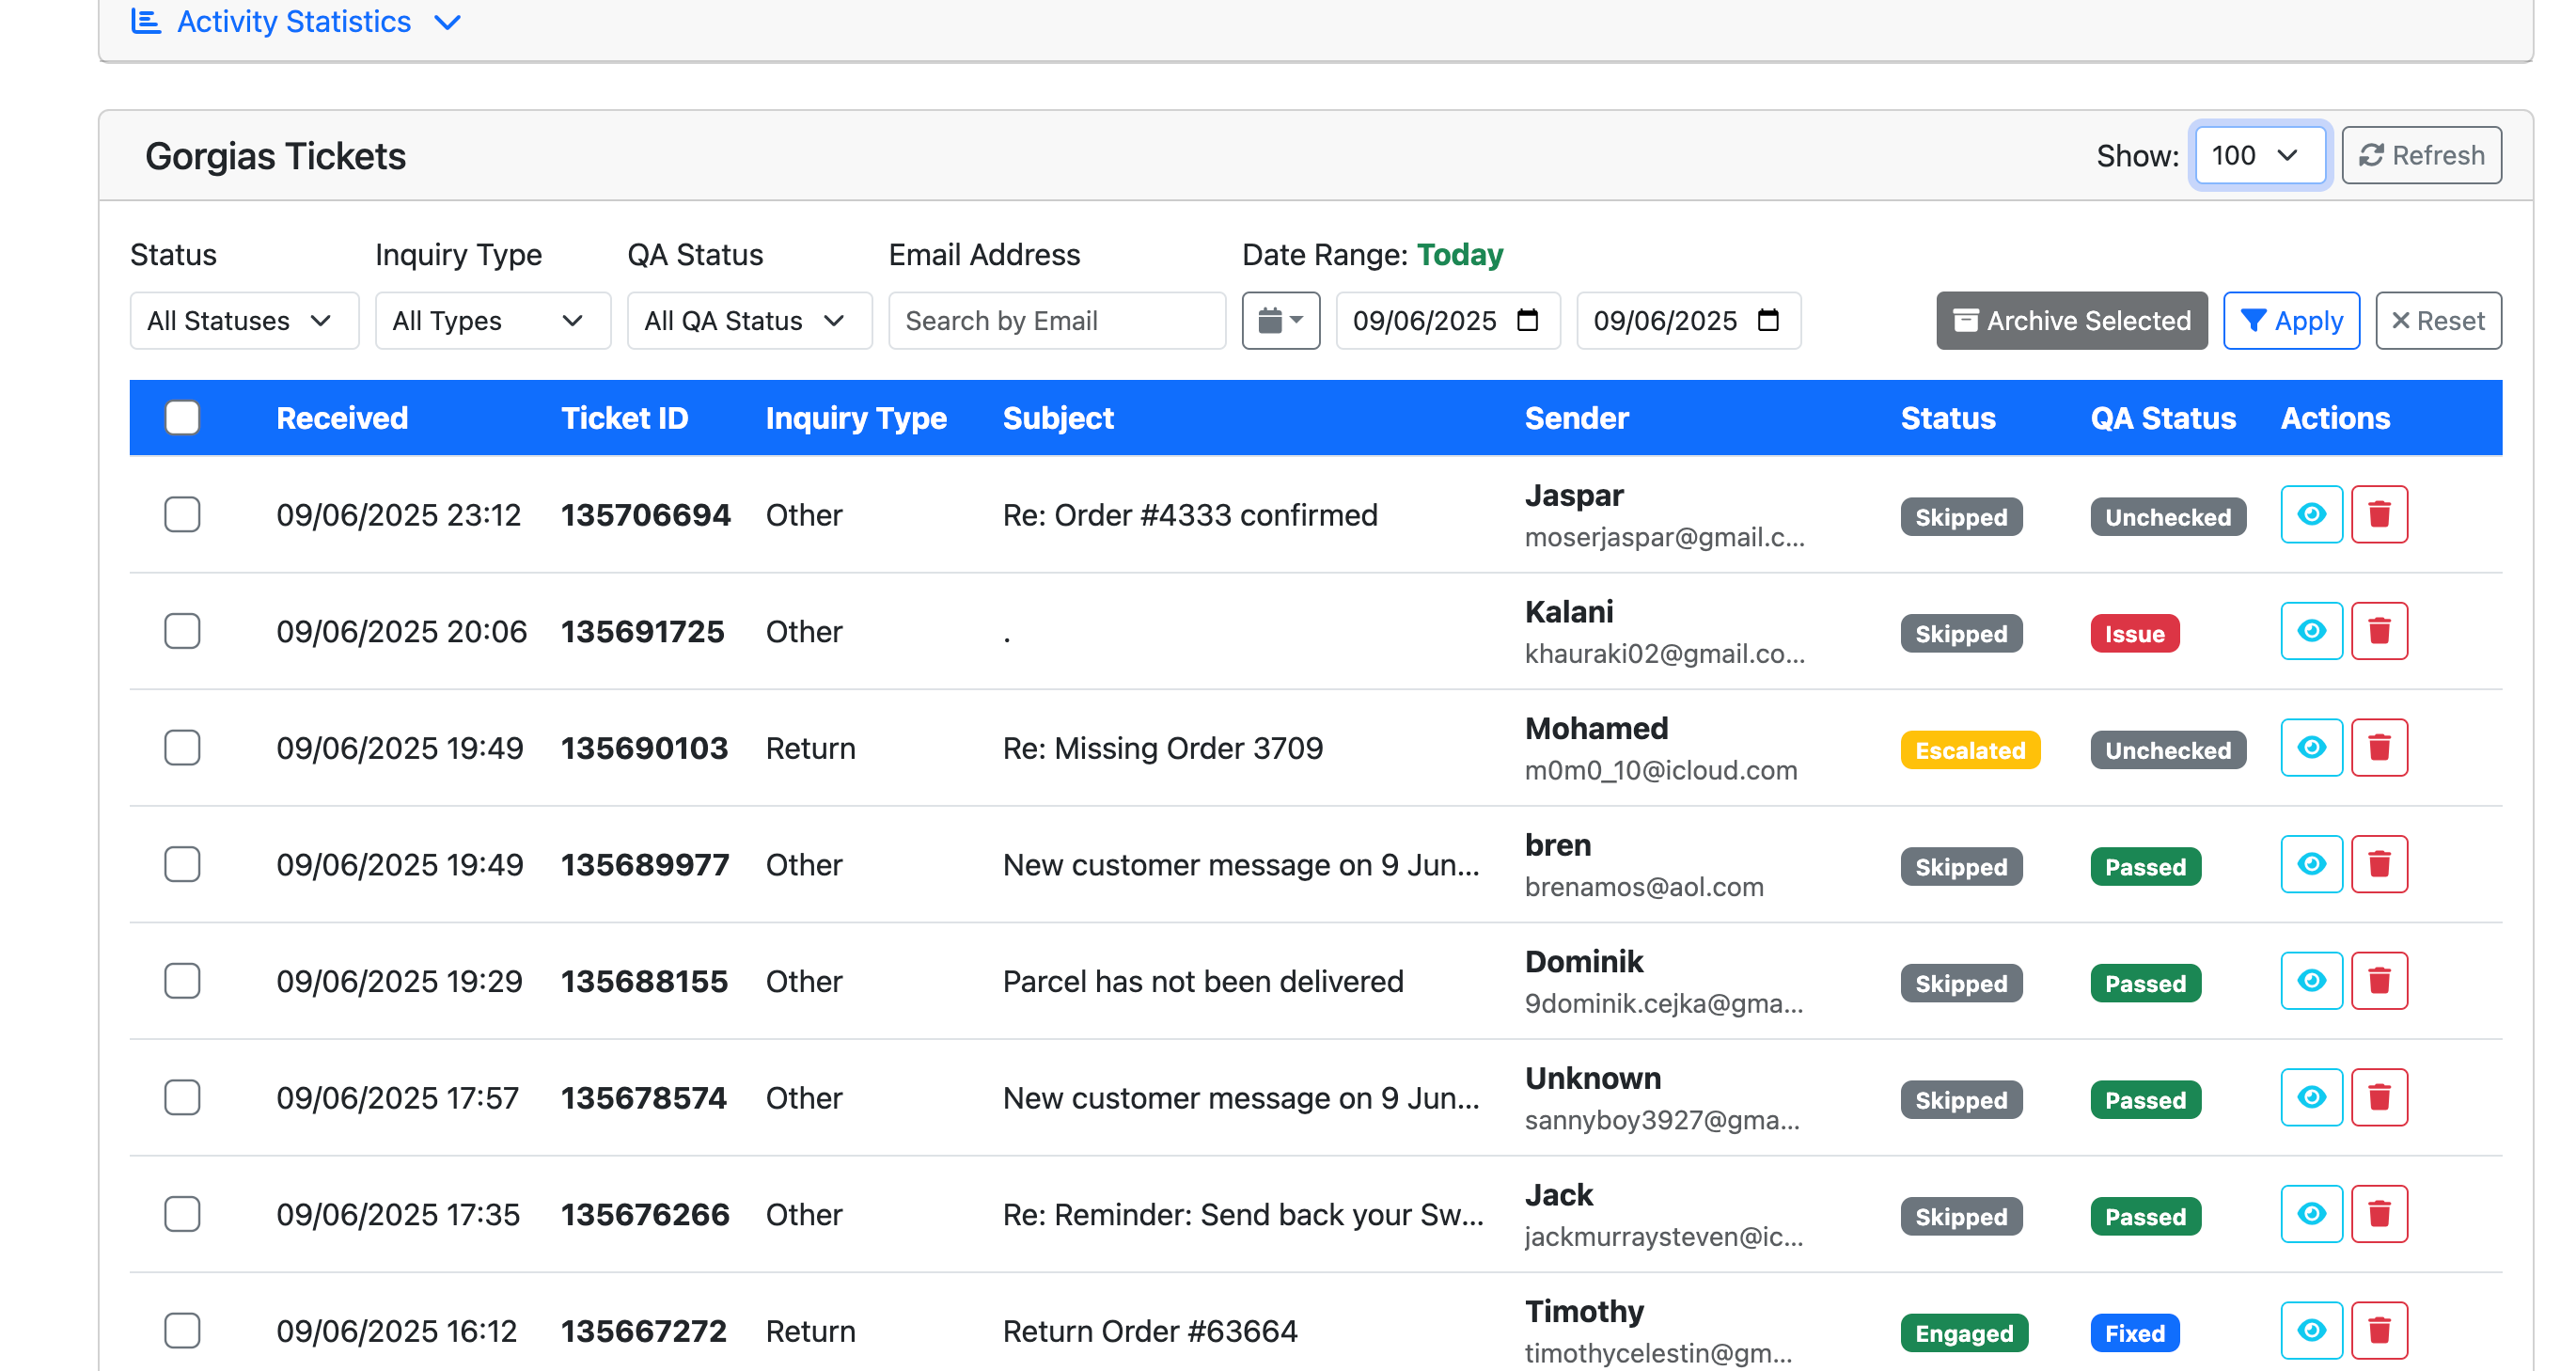 Activity Statistics
Gorgias Tickets
Show: 100 Refresh
Status Inquiry Type QA Status Email Address Date Range: Today
All Statuses All Types All QA Status Search by Email 09/06/2025 09/06/2025 Archive Selected Apply Reset
Received Ticket ID Inquiry Type Subject Sender Status QA Status Actions
09/06/2025 23:12 135706694 Other Re: Order #4333 confirmed Jaspar Skipped Unchecked
moserjaspar@gmail.c...
09/06/2025 20:06 135691725 Other . Kalani Skipped Issue
khauraki02@gmail.co...
09/06/2025 19:49 135690103 Return Re: Missing Order 3709 Mohamed Escalated Unchecked
m0m0_10@icloud.com
09/06/2025 19:49 135689977 Other New customer message on 9 Jun... bren Skipped Passed
brenamos@aol.com
09/06/2025 19:29 135688155 Other Parcel has not been delivered Dominik Skipped Passed
9dominik.cejka@gma...
09/06/2025 17:57 135678574 Other New customer message on 9 Jun... Unknown Skipped Passed
sannyboy3927@gma...
09/06/2025 17:35 135676266 Other Re: Reminder: Send back your Sw... Jack Skipped Passed
jackmurraysteven@ic...
09/06/2025 16:12 135667272 Return Return Order #63664 Timothy Engaged Fixed
timothycelestin@gm...